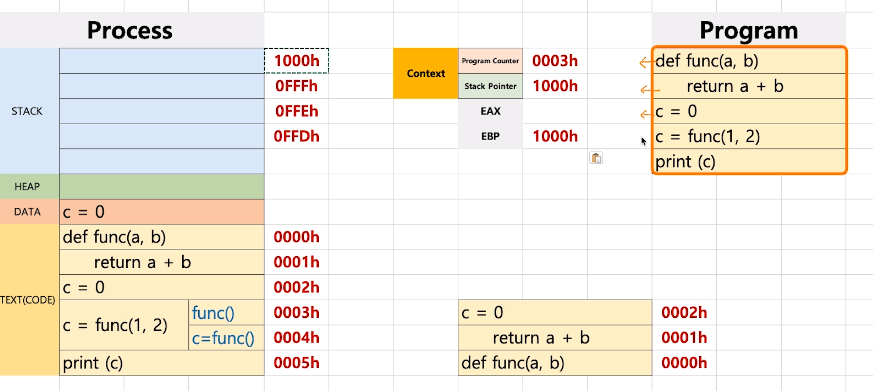 Process
Program
STACK
1000h
0FFFh
0FFEh
0FFDh
Context
Program Counter
0003h
Stack Pointer
1000h
EAX
EBP
1000h
def func(a, b)
return a + b
c = 0
c = func(1, 2)
print (c)
HEAP
DATA
c = 0
TEXT(CODE)
def func(a, b)
0000h
return a + b
0001h
c = 0
0002h
c = func(1, 2)
func()
0003h
c=func()
0004h
print (c)
0005h
c = 0
0002h
return a + b
0001h
def func(a, b)
0000h